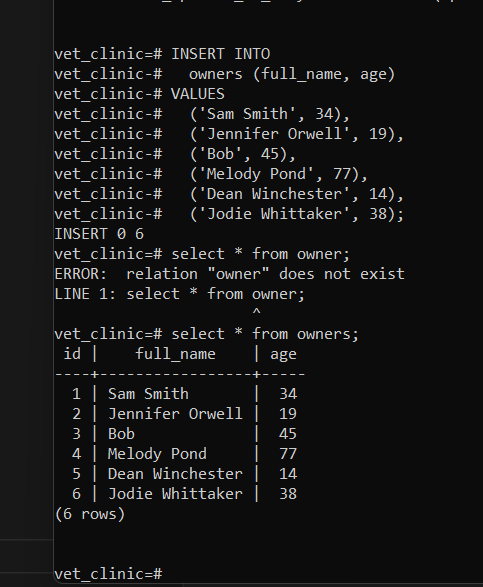 vet_clinic=# INSERT INTO
vet_clinic-#   owners (full_name, age)
vet_clinic-# VALUES
vet_clinic-#   ('Sam Smith', 34),
vet_clinic-#   ('Jennifer Orwell', 19),
vet_clinic-#   ('Bob', 45),
vet_clinic-#   ('Melody Pond', 77),
vet_clinic-#   ('Dean Winchester', 14),
vet_clinic-#   ('Jodie Whittaker', 38);
INSERT 0 6
vet_clinic=# select * from owner;
ERROR:  relation "owner" does not exist
LINE 1: select * from owner;
                      ^
vet_clinic=# select * from owners;
 id |    full_name    | age
----+-----------------+-----
  1 | Sam Smith       |  34
  2 | Jennifer Orwell |  19
  3 | Bob             |  45
  4 | Melody Pond     |  77
  5 | Dean Winchester |  14
  6 | Jodie Whittaker |  38
(6 rows)
vet_clinic=#